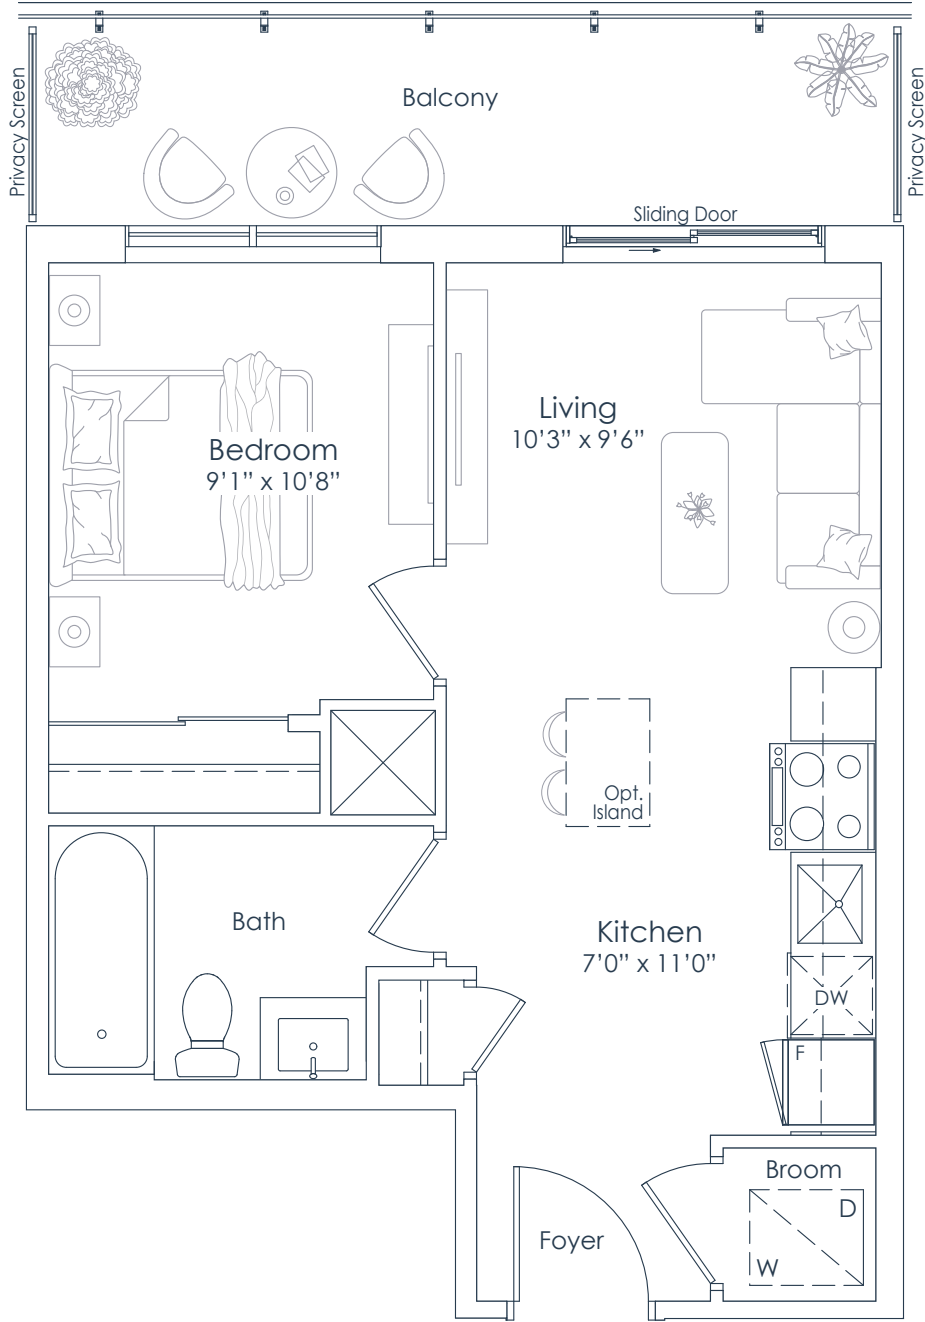 Balcony
Privacy Screen
Privacy Screen
Sliding Door
Living
10’3” x 9’6”
Bedroom
9’1” x 10’8”
Opt.
Island
Bath
Kitchen
7’0” x 11’0”
DW
F
Broom
D
W
Foyer